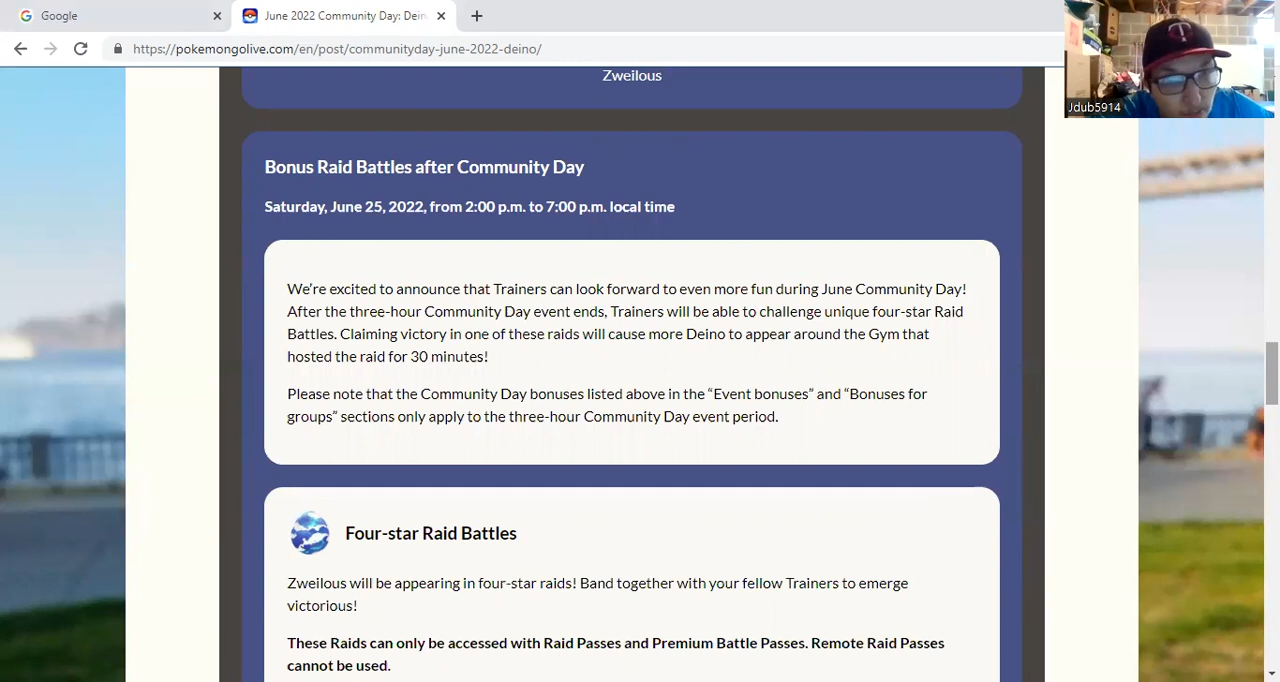 Google
June 2022 Community Day: Dein
https://pokemongolive.com/en/post/communityday-june-2022-deino/
Jdub5914
Zweilous
Bonus Raid Battles after Community Day
Saturday, June 25, 2022, from 2:00 p.m. to 7:00 p.m. local time
We’re excited to announce that Trainers can look forward to even more fun during June Community Day!
After the three-hour Community Day event ends, Trainers will be able to challenge unique four-star Raid
Battles. Claiming victory in one of these raids will cause more Deino to appear around the Gym that
hosted the raid for 30 minutes!
Please note that the Community Day bonuses listed above in the “Event bonuses” and “Bonuses for
groups” sections only apply to the three-hour Community Day event period.
Four-star Raid Battles
Zweilous will be appearing in four-star raids! Band together with your fellow Trainers to emerge
victorious!
These Raids can only be accessed with Raid Passes and Premium Battle Passes. Remote Raid Passes
cannot be used.